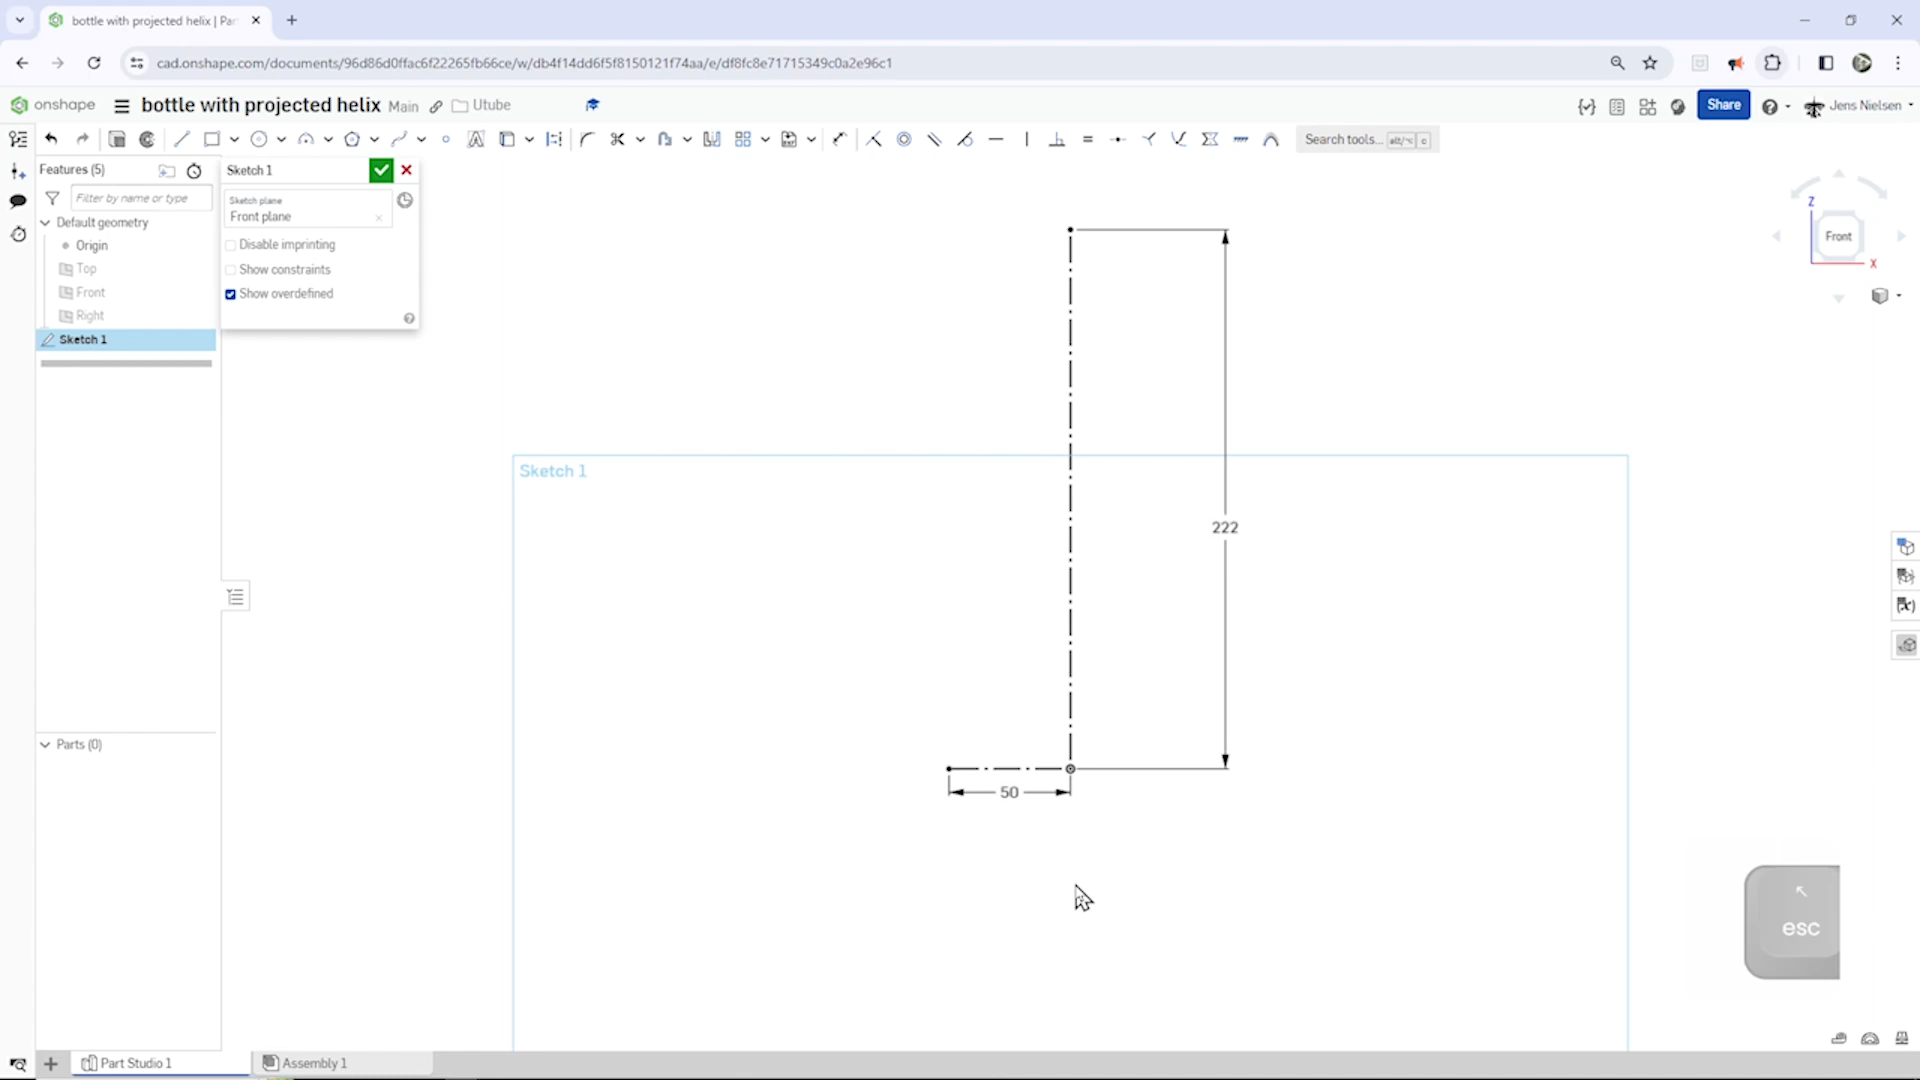 bottle with projected helix | Par
cad.onshape.com/documents/96d86d0ffac6f22265fb66ce/w/db4f14dd6f5f8150121f74aa/e/df8fc8e71715349c0a2e96c1
onshape
bottle with projected helix Main Utube
Share
Jens Nielsen
Search tools... alt/⌥ c
Features (5)
Filter by name or type
Default geometry
Origin
Top
Front
Right
Sketch 1
Sketch 1
Sketch plane
Front plane
Disable imprinting
Show constraints
Show overdefined
Z
Front
X
Sketch 1
222
50
Parts (0)
esc
Part Studio 1
Assembly 1